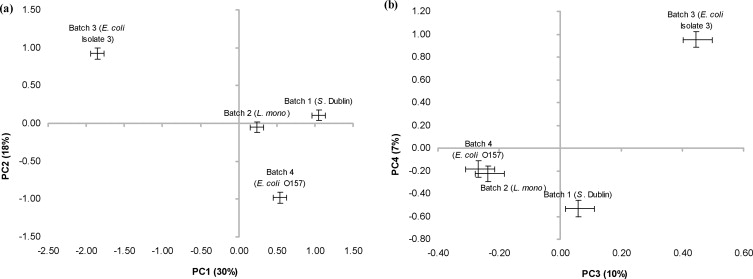 (a)
1.50
1.00
0.50
0.00
-0.50
-1.00
-1.50
PC2 (18%)
Batch 3 (E. coli
Isolate 3)
Batch 1 (S. Dublin)
Batch 2 (L. mono)
Batch 4
(E. coli O157)
-2.50 -2.00 -1.50 -1.00 -0.50 0.00 0.50 1.00 1.50
PC1 (30%)
(b)
1.20
1.00
0.80
0.60
0.40
0.20
0.00
-0.20
-0.40
-0.60
-0.80
PC4 (7%)
Batch 3 (E. coli
Isolate 3)
Batch 4
(E. coli O157)
Batch 2 (L. mono)
Batch 1 (S. Dublin)
-0.60 -0.40 -0.20 0.00 0.20 0.40 0.60
PC3 (10%)